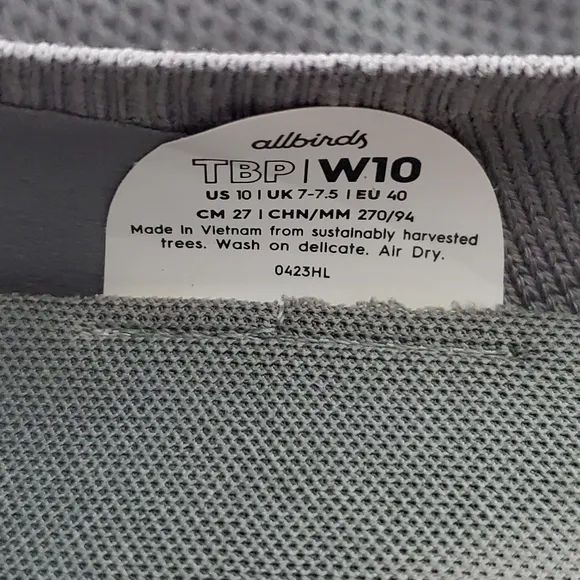 allbirds
TBP | W10
US 10 | UK 7-7.5 | EU 40
CM 27 | CHN/MM 270/94
Made in Vietnam from sustainably harvested
trees. Wash on delicate. Air Dry.
0423HL